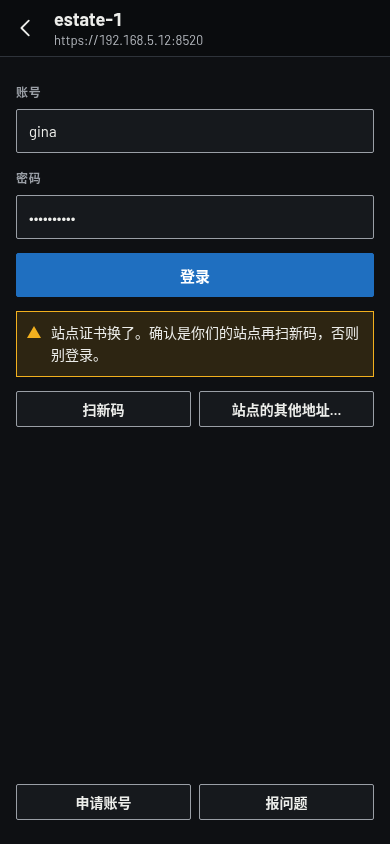 estate-1
https://192.168.5.12:8520
账号
gina
密码
••••••••••
登录
站点证书换了。确认是你们的站点再扫新码，否则
别登录。
扫新码
站点的其他地址...
申请账号
报问题